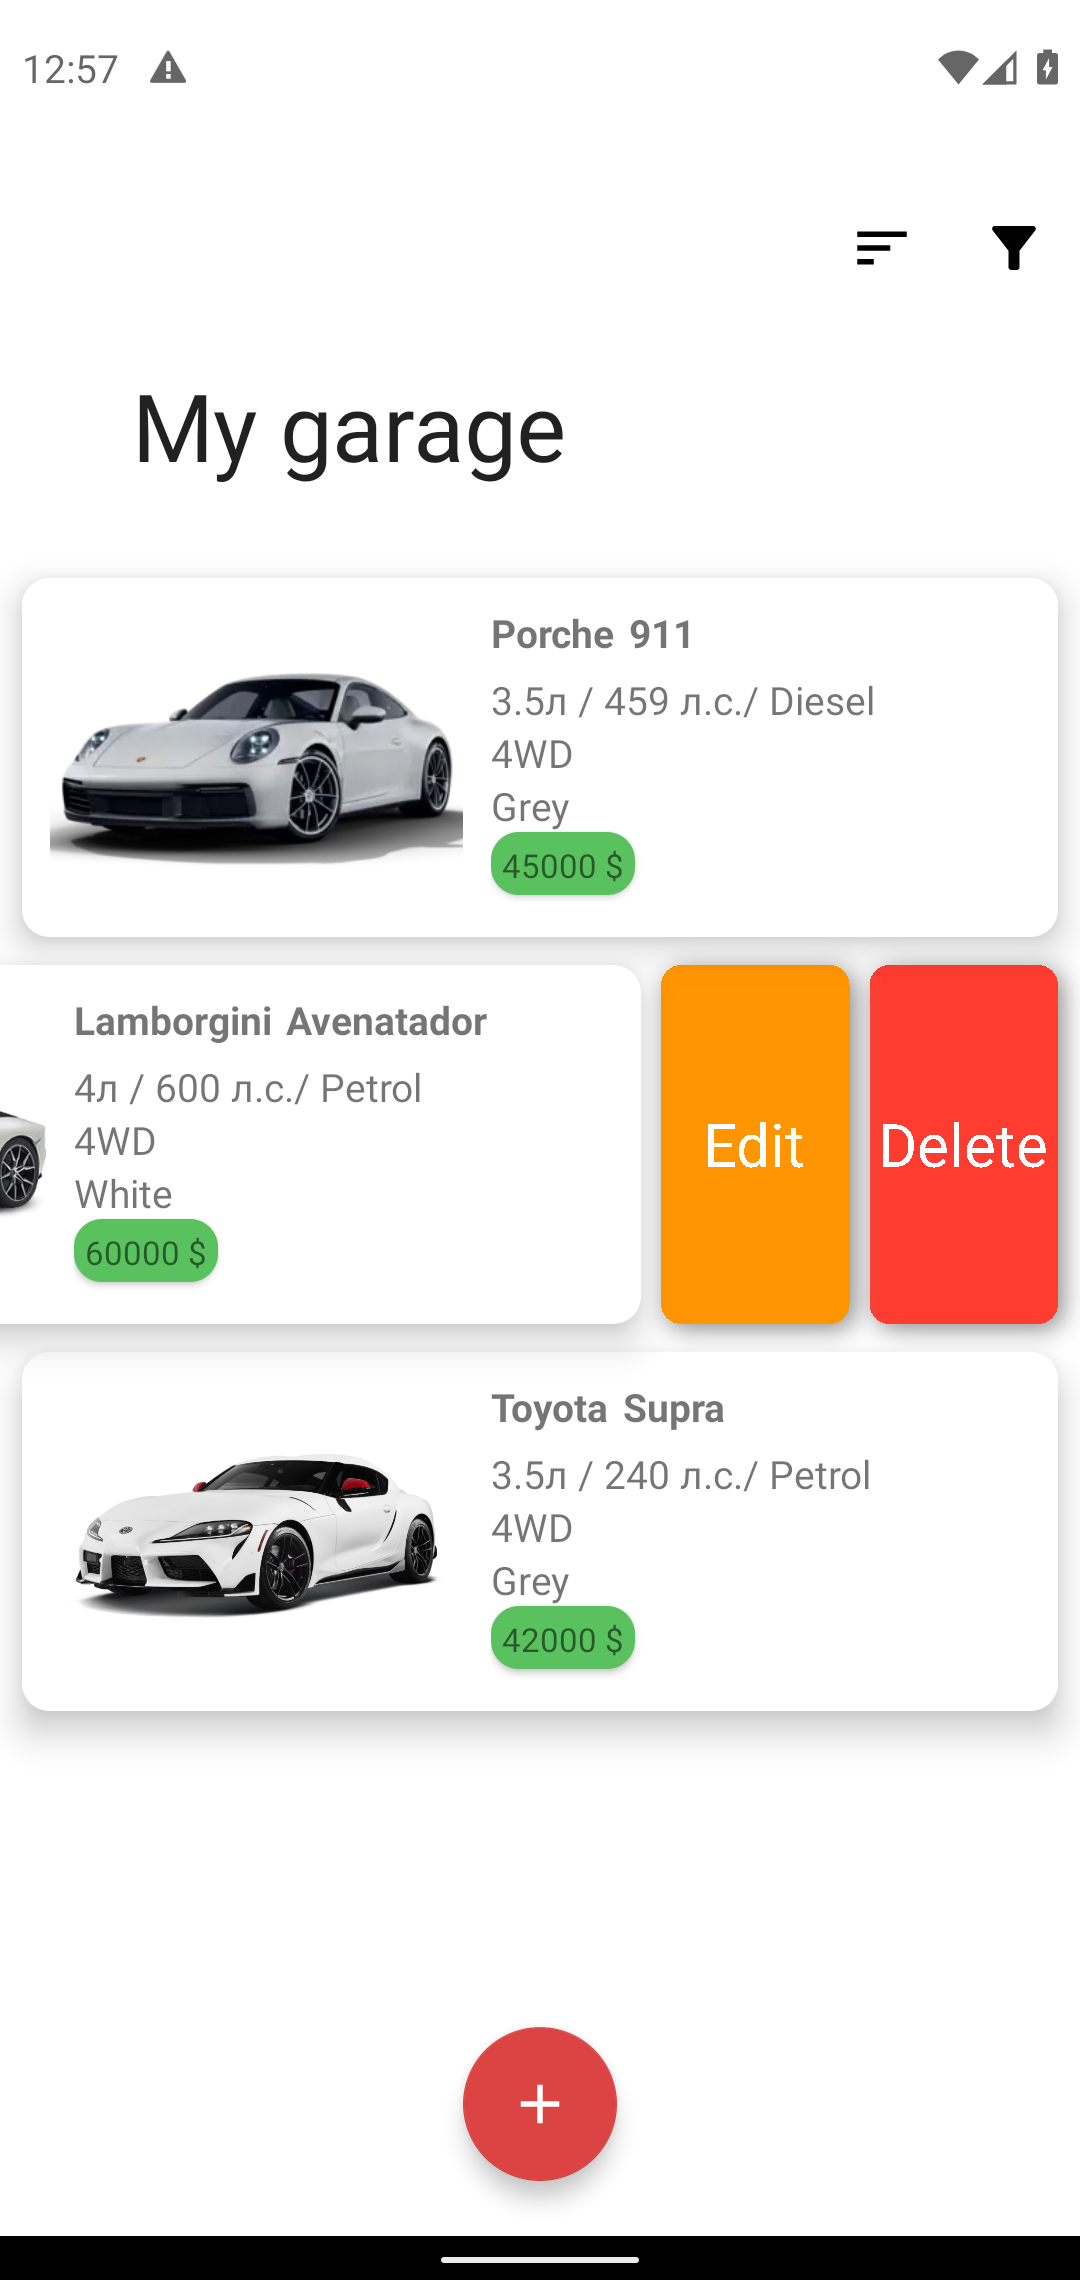 12:57
My garage
Porche 911
3.5л / 459 л.с./ Diesel
4WD
Grey
45000 $
Lamborgini Avenatador
4л / 600 л.с./ Petrol
4WD
White
60000 $
Edit
Delete
Toyota Supra
3.5л / 240 л.с./ Petrol
4WD
Grey
42000 $